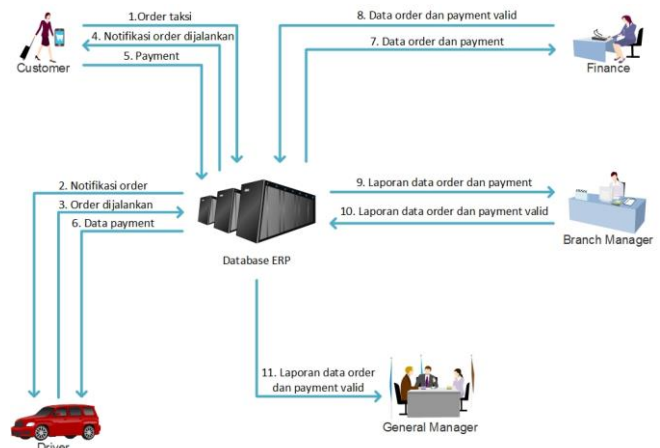 1.Order taksi
4. Notifikasi order dijalankan
5. Payment
Customer
8. Data order dan payment valid
7. Data order dan payment
Finance
2. Notifikasi order
3. Order dijalankan
6. Data payment
Database ERP
9. Laporan data order dan payment
10. Laporan data order dan payment valid
Branch Manager
11. Laporan data order
dan payment valid
General Manager
Driver